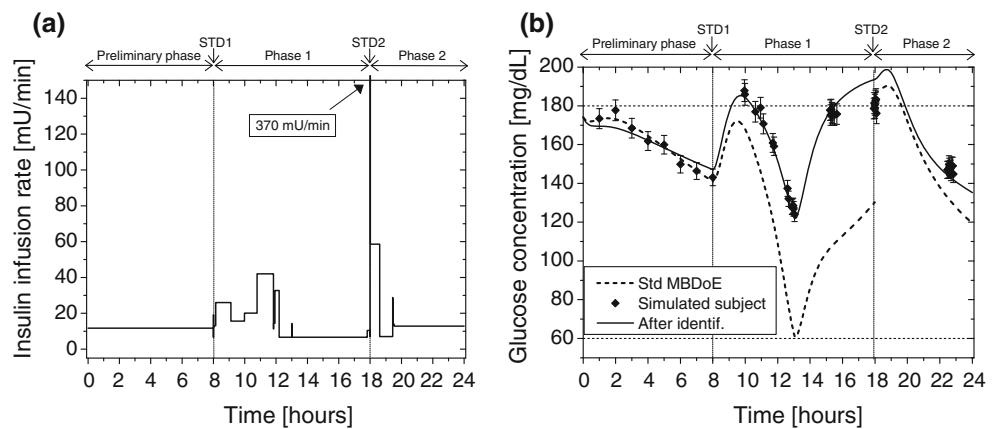 (a)
STD1
STD2
Preliminary phase
Phase 1
Phase 2
Insulin infusion rate [mU/min]
140
120
100
80
60
40
20
0
370 mU/min
0 2 4 6 8 10 12 14 16 18 20 22 24
Time [hours]
(b)
STD1
STD2
Preliminary phase
Phase 1
Phase 2
Glucose concentration [mg/dL]
200
180
160
140
120
100
80
60
Std MBDoE
Simulated subject
After identif.
0 2 4 6 8 10 12 14 16 18 20 22 24
Time [hours]